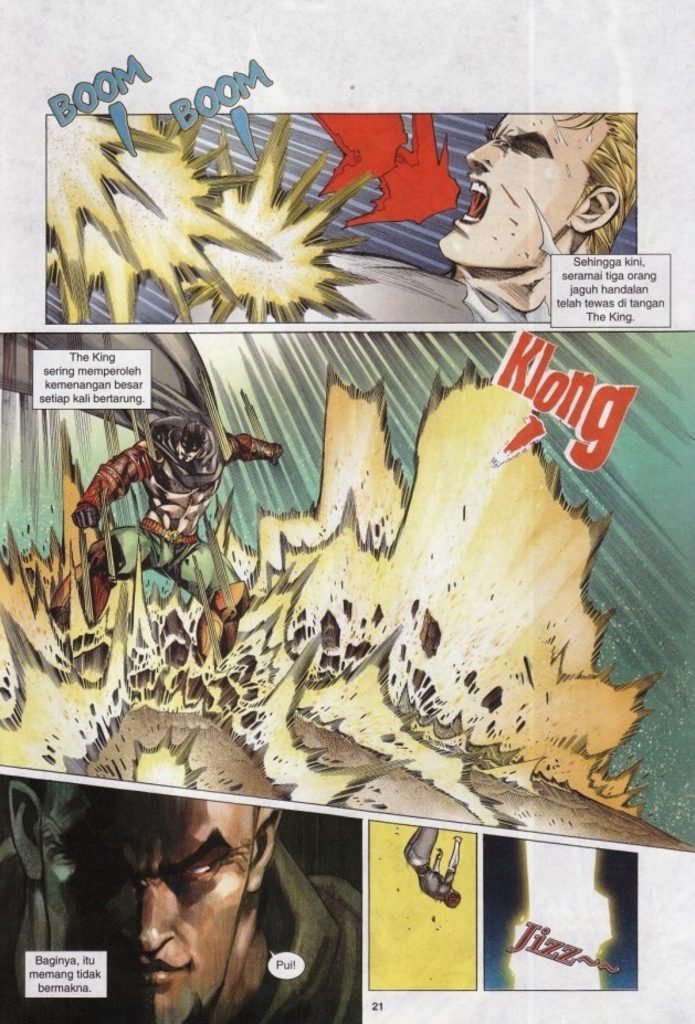 BOOM!
BOOM!
Sehingga kini,
seramai tiga orang
jaguh handalan
telah tewas di tangan
The King.
The King
sering memperoleh
kemenangan besar
setiap kali bertarung.
Klong
Baginya, itu
memang tidak
bermakna.
Pui!
Jizz~~
21